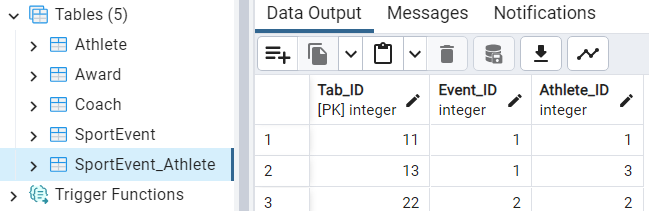 Tables (5)
Athlete
Award
Coach
SportEvent
SportEvent_Athlete
Trigger Functions
Data Output Messages Notifications
Tab_ID Event_ID Athlete_ID
[PK] integer integer integer
1 11 1 1
2 13 1 3
3 22 2 2